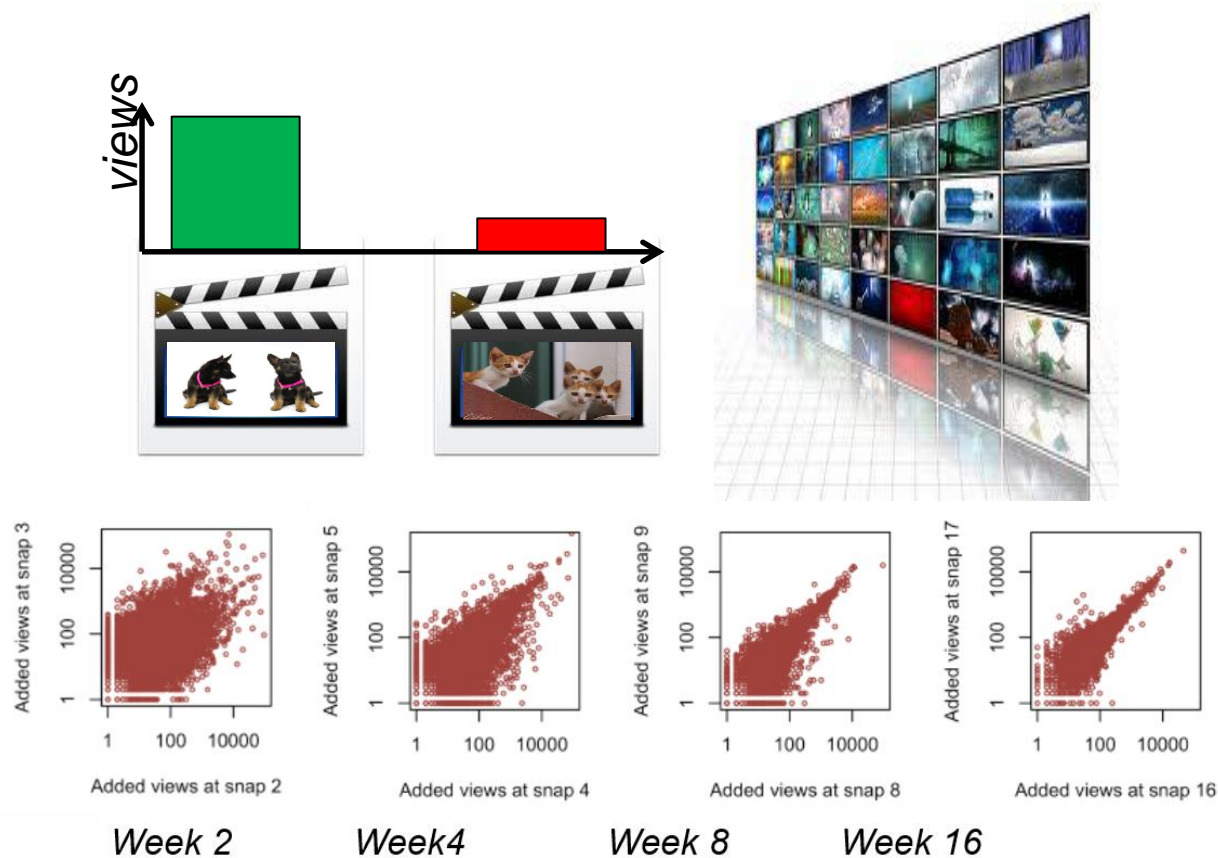 views
Added views at snap 3
10000
100
1
1 100 10000
Added views at snap 2
Added views at snap 5
10000
100
1
1 100 10000
Added views at snap 4
Added views at snap 9
10000
100
1
1 100 10000
Added views at snap 8
Added views at snap 17
10000
100
1
1 100 10000
Added views at snap 16
Week 2
Week4
Week 8
Week 16